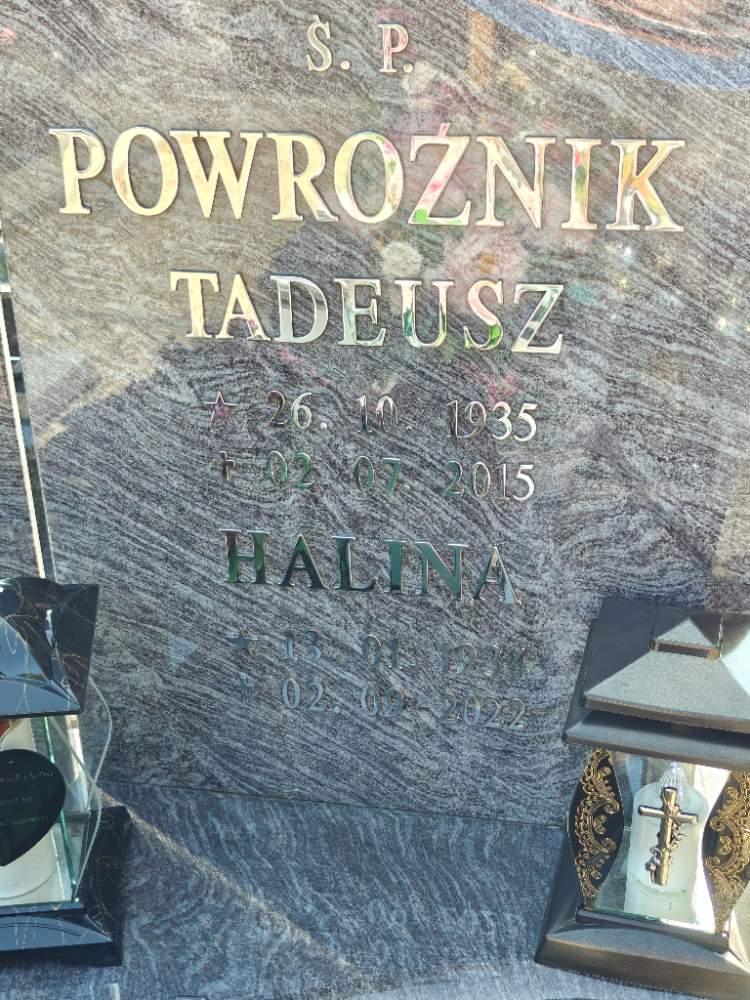 Ś. P.
POWROŹNIK
TADEUSZ
★ 26. 10. 1935
✝ 02. 07. 2015
HALINA
★ 13. 01.
✝ 02. 09. 2022